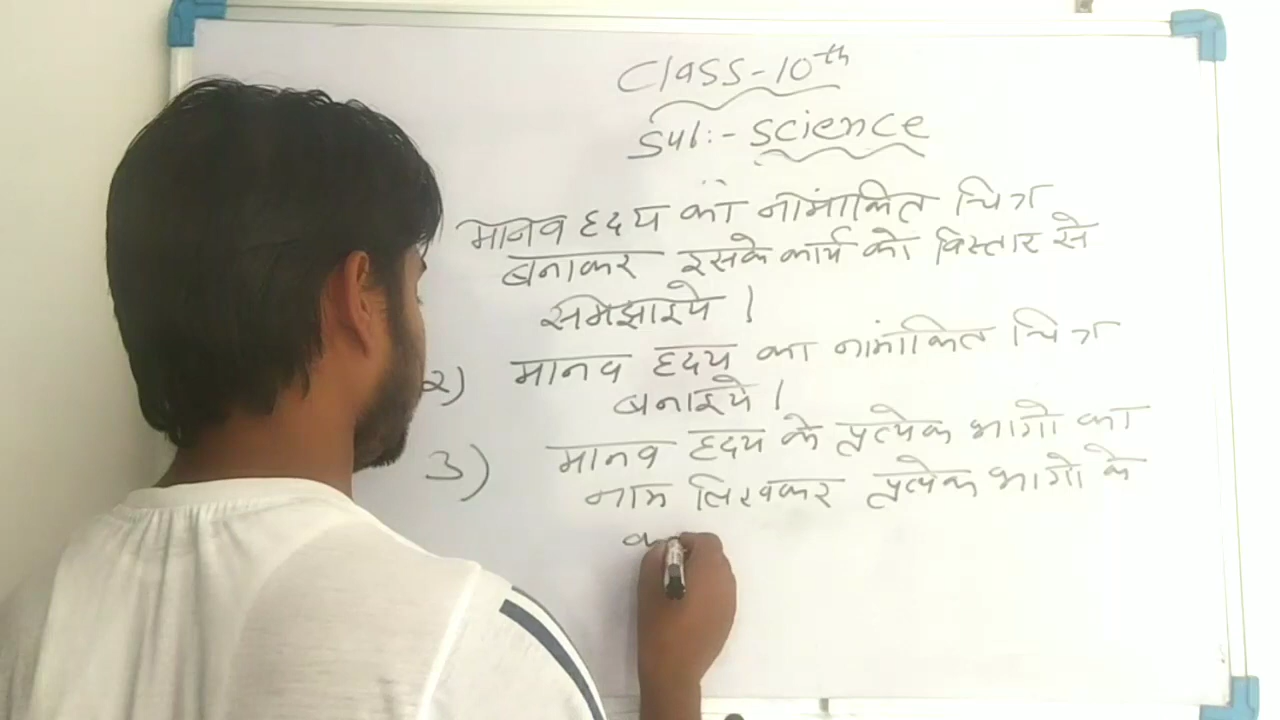 Class-10th
Sub:- Science
मानव हृदय का नामांकित चित्र
बनाकर इसके कार्य को विस्तार से
समझाइये ।
2) मानव हृदय का नामांकित चित्र
बनाइये ।
3) मानव हृदय के प्रत्येक भागो का
नाम लिखकर प्रत्येक भागो के